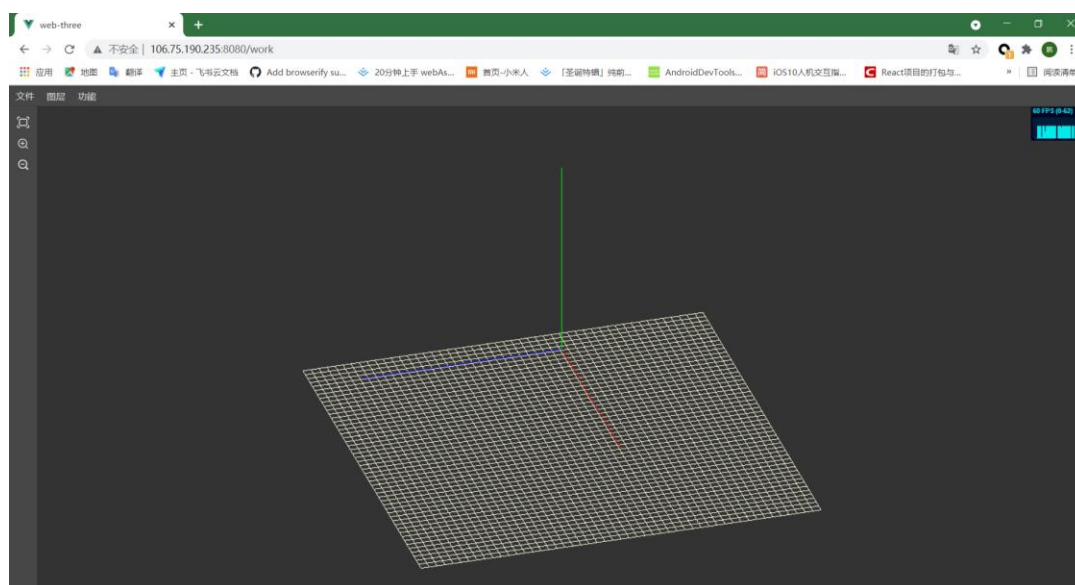 web-three
不安全 | 106.75.190.235:8080/work
应用 地图 翻译 主页 - 飞书云文档 Add browserify su... 20分钟上手 webAs... 首页-小米人 「圣诞特辑」纯前... AndroidDevTools... iOS10人机交互指... React项目的打包与... » 阅读清单
文件 图层 功能
60 FPS (0-62)